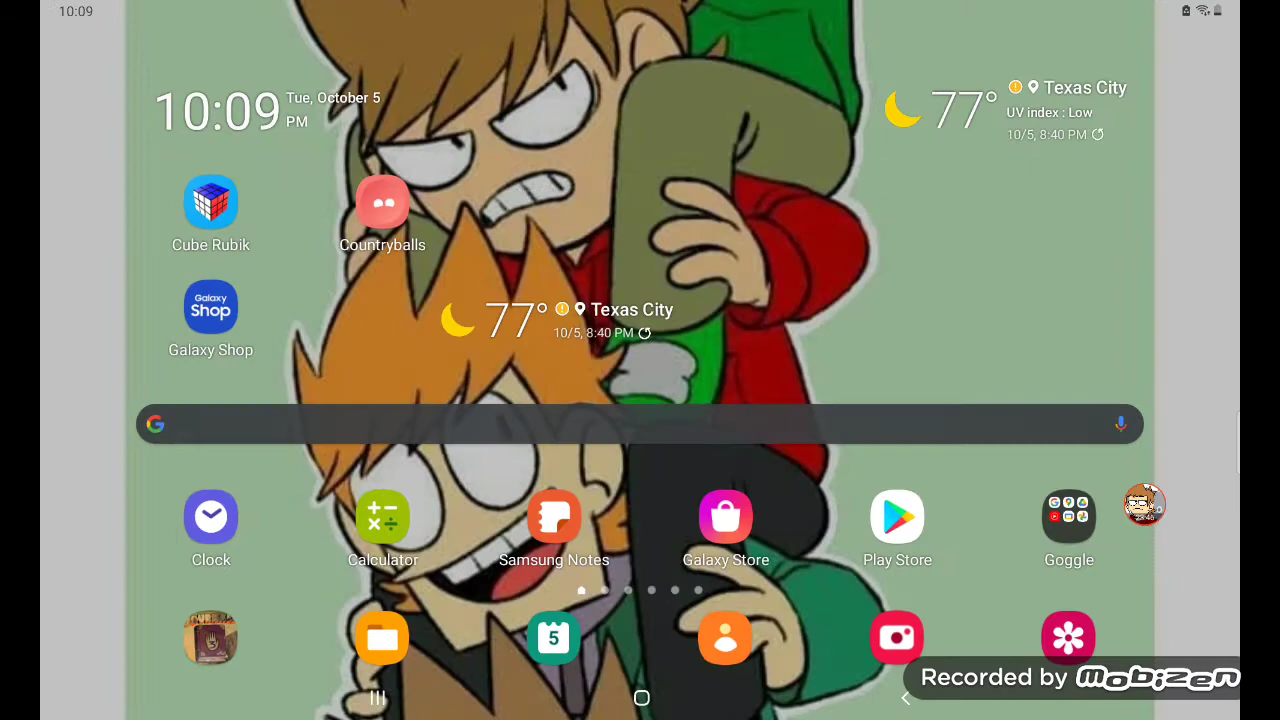 10:09
10:09
Tue, October 5
PM
77°
Texas City
UV index : Low
10/5, 8:40 PM
Cube Rubik
Countryballs
Galaxy
Shop
Galaxy Shop
77°
Texas City
10/5, 8:40 PM
Clock
Calculator
Samsung Notes
Galaxy Store
Play Store
Goggle
5
Recorded by mobizen